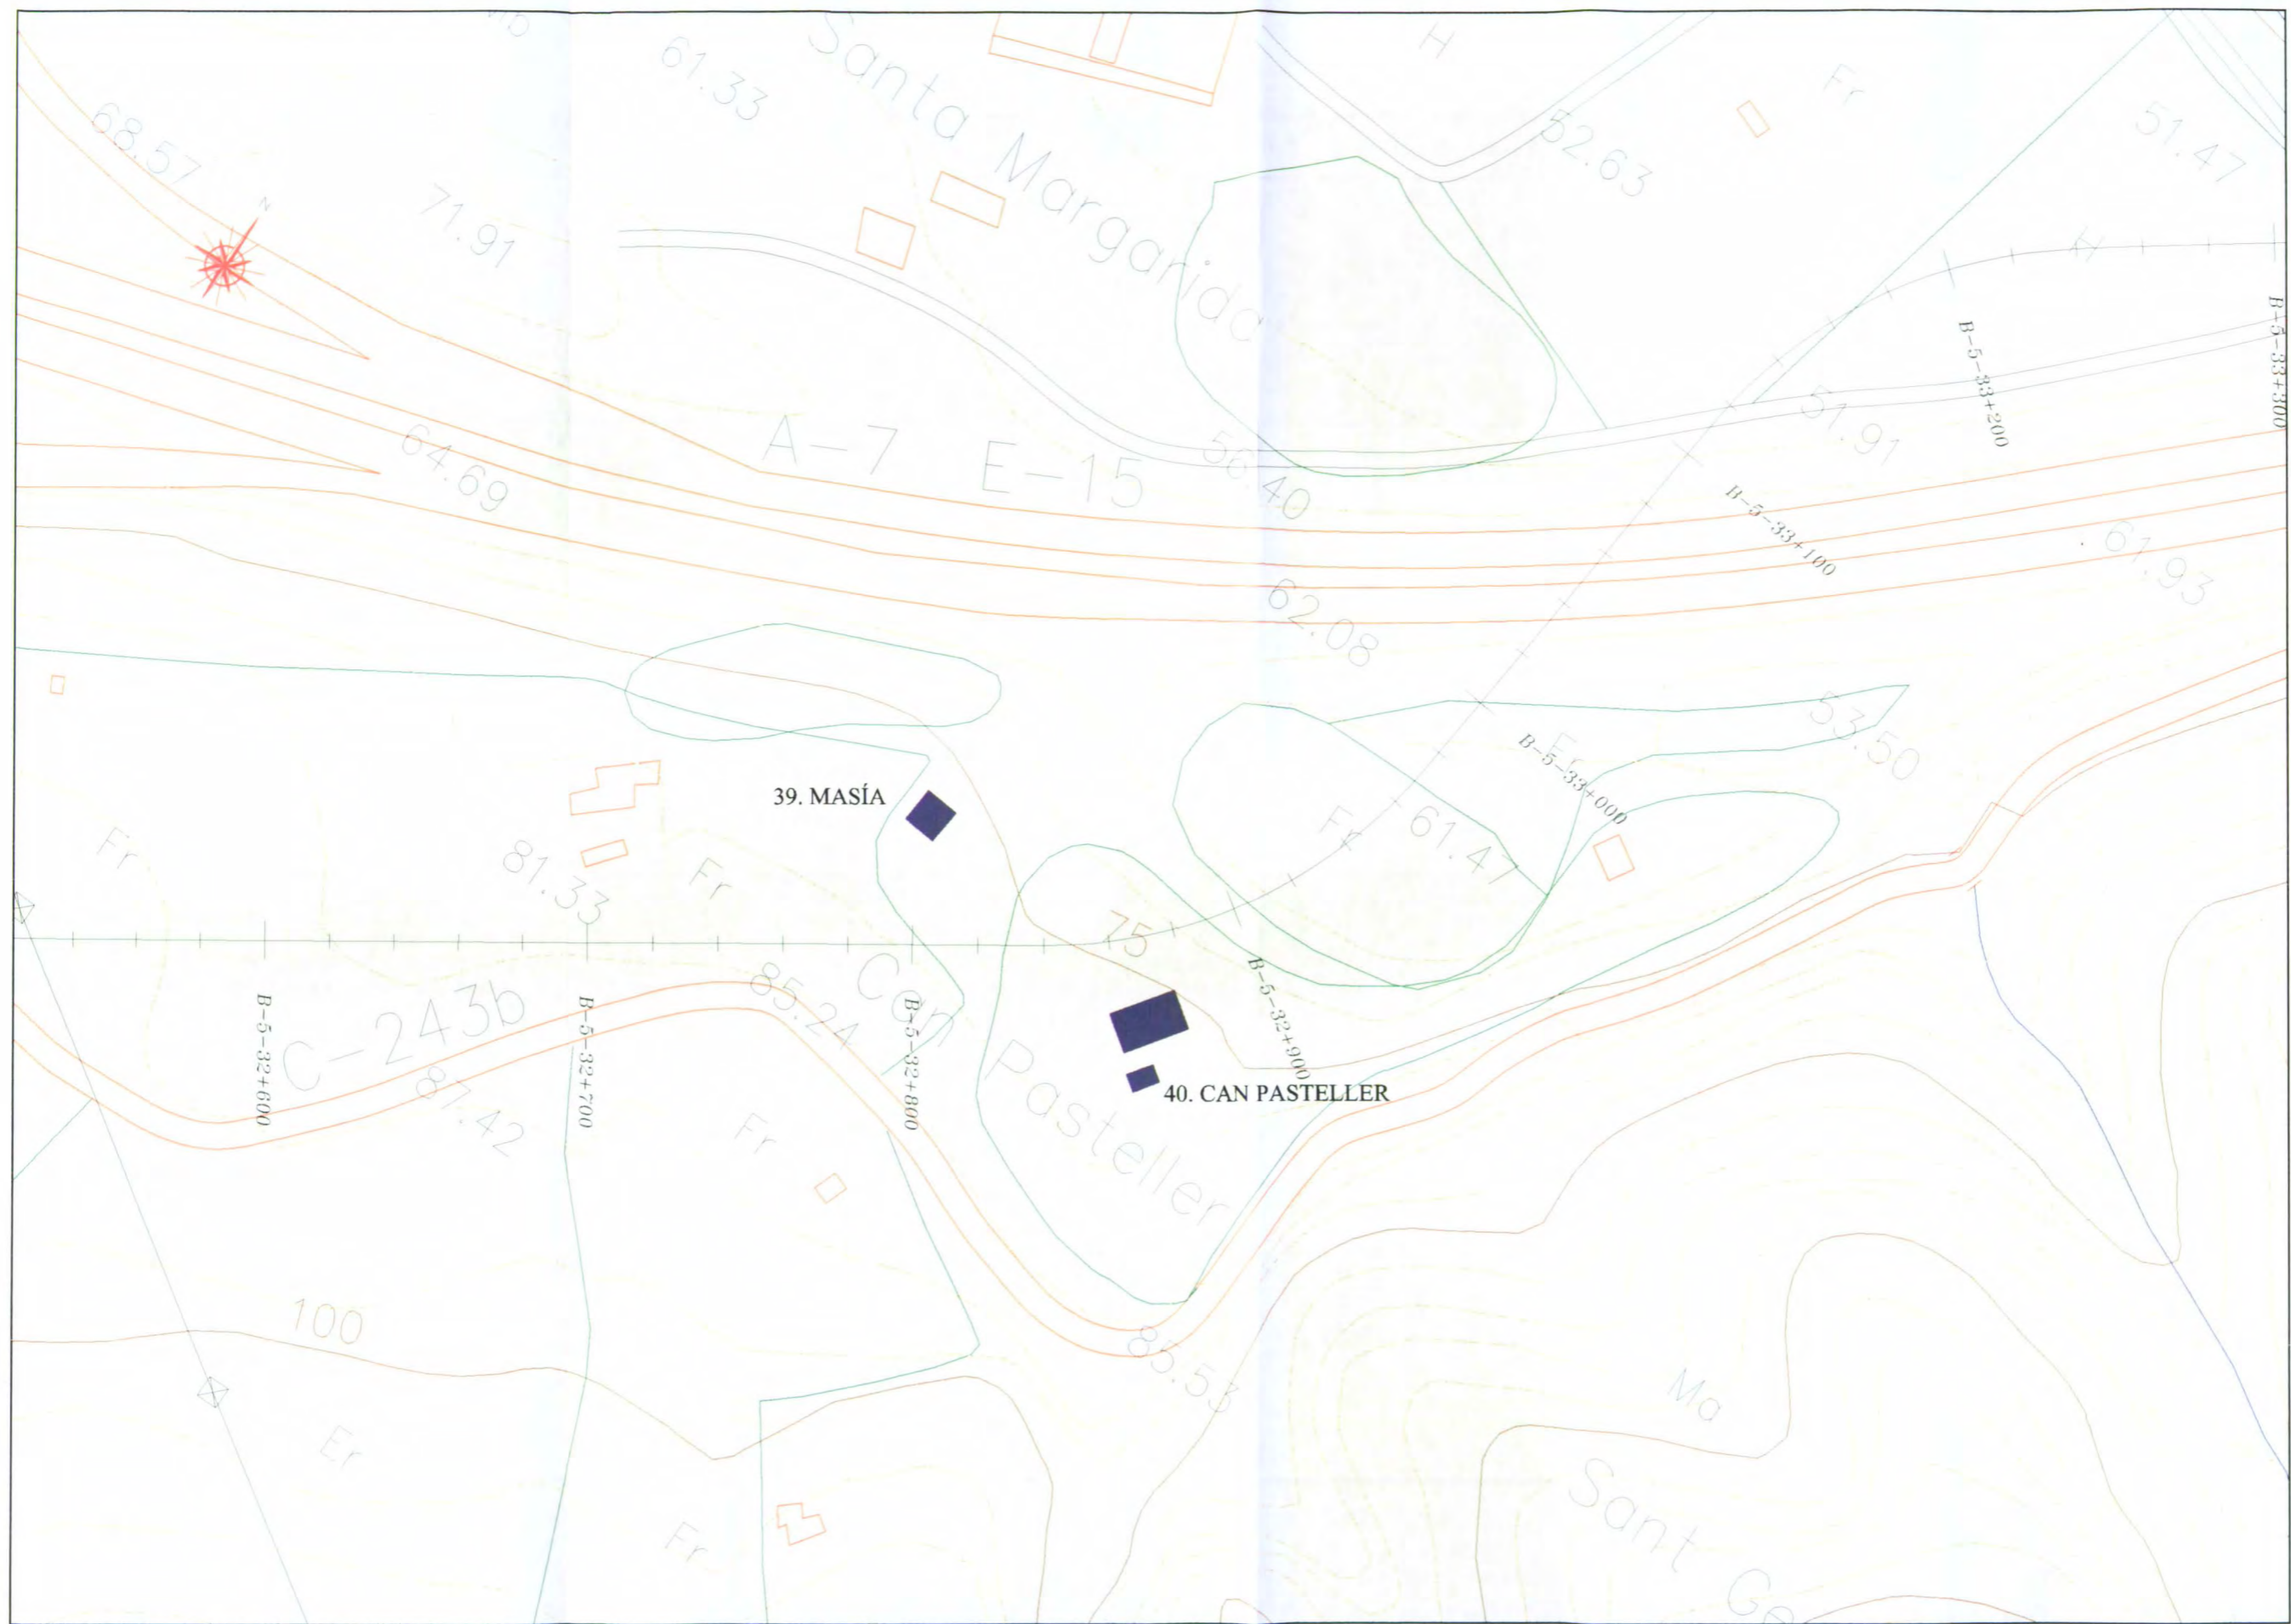 61.33
Santa Margarida
H
Fr
68.57
52.63
51.47
N
71.91
H
B-5-33+300
B-5-33+200
A-7 E-15
51.91
64.69
56.40
B-5-33+100
61.93
62.08
53.50
B-5-33+000
39. MASÍA
Fr
61.47
Fr
81.33
Fr
75
Can Pasteller
85.24
C-243b
B-5-32+600
B-5-32+700
B-5-32+800
B-5-32+900
87.42
40. CAN PASTELLER
Fr
100
85.53
Ma
Er
Fr
Sant Ge